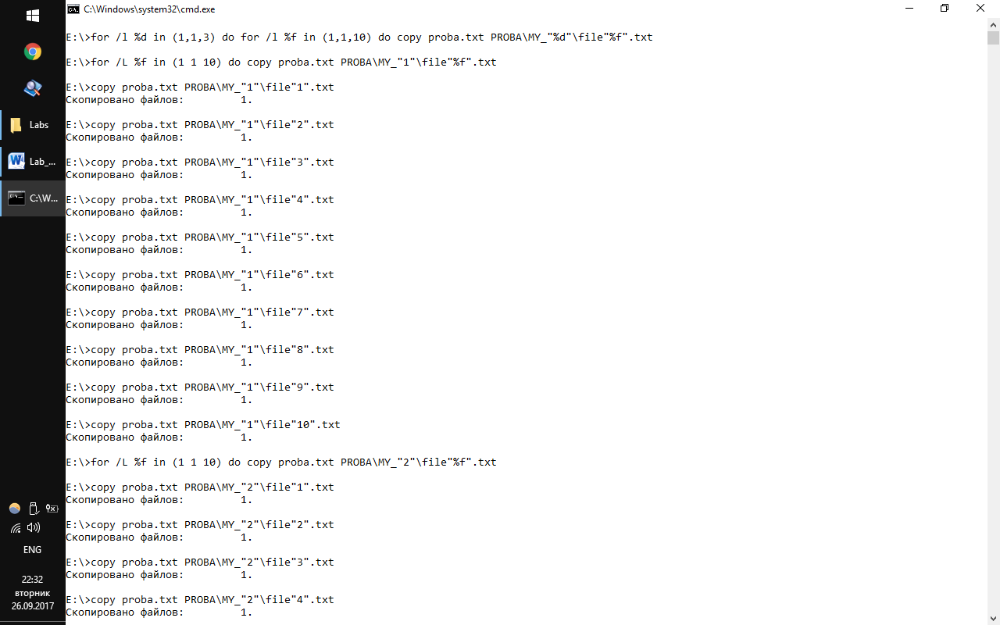 C:\Windows\system32\cmd.exe
E:\>for /l %d in (1,1,3) do for /l %f in (1,1,10) do copy proba.txt PROBA\MY_"%d"\file"%f".txt
E:\>for /L %f in (1 1 10) do copy proba.txt PROBA\MY_"1"\file"%f".txt
E:\>copy proba.txt PROBA\MY_"1"\file"1".txt
Скопировано файлов:         1.
E:\>copy proba.txt PROBA\MY_"1"\file"2".txt
Скопировано файлов:         1.
E:\>copy proba.txt PROBA\MY_"1"\file"3".txt
Скопировано файлов:         1.
E:\>copy proba.txt PROBA\MY_"1"\file"4".txt
Скопировано файлов:         1.
E:\>copy proba.txt PROBA\MY_"1"\file"5".txt
Скопировано файлов:         1.
E:\>copy proba.txt PROBA\MY_"1"\file"6".txt
Скопировано файлов:         1.
E:\>copy proba.txt PROBA\MY_"1"\file"7".txt
Скопировано файлов:         1.
E:\>copy proba.txt PROBA\MY_"1"\file"8".txt
Скопировано файлов:         1.
E:\>copy proba.txt PROBA\MY_"1"\file"9".txt
Скопировано файлов:         1.
E:\>copy proba.txt PROBA\MY_"1"\file"10".txt
Скопировано файлов:         1.
E:\>for /L %f in (1 1 10) do copy proba.txt PROBA\MY_"2"\file"%f".txt
E:\>copy proba.txt PROBA\MY_"2"\file"1".txt
Скопировано файлов:         1.
E:\>copy proba.txt PROBA\MY_"2"\file"2".txt
Скопировано файлов:         1.
E:\>copy proba.txt PROBA\MY_"2"\file"3".txt
Скопировано файлов:         1.
E:\>copy proba.txt PROBA\MY_"2"\file"4".txt
Скопировано файлов:         1.
Labs
Lab_...
C:\W...
ENG
22:32
вторник
26.09.2017